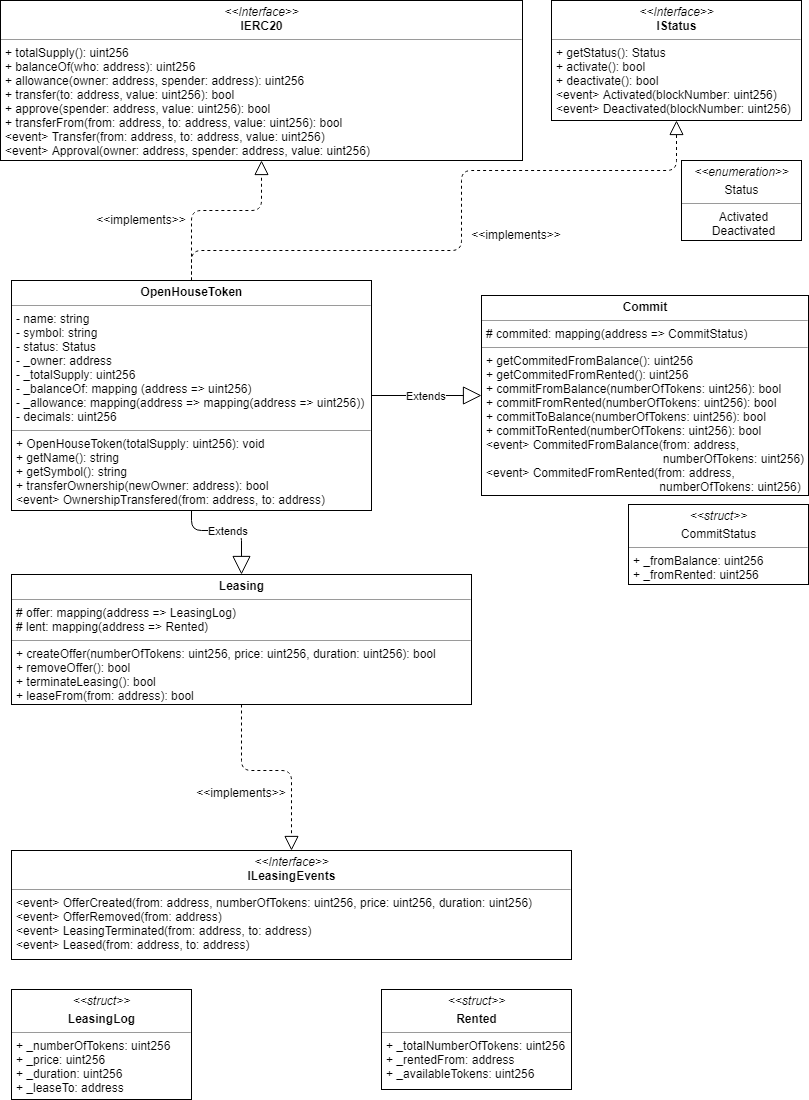 <<Interface>>
IERC20
+ totalSupply(): uint256
+ balanceOf(who: address): uint256
+ allowance(owner: address, spender: address): uint256
+ transfer(to: address, value: uint256): bool
+ approve(spender: address, value: uint256): bool
+ transferFrom(from: address, to: address, value: uint256): bool
<event> Transfer(from: address, to: address, value: uint256)
<event> Approval(owner: address, spender: address, value: uint256)
<<Interface>>
IStatus
+ getStatus(): Status
+ activate(): bool
+ deactivate(): bool
<event> Activated(blockNumber: uint256)
<event> Deactivated(blockNumber: uint256)
<<enumeration>>
Status
Activated
Deactivated
<<implements>>
<<implements>>
OpenHouseToken
- name: string
- symbol: string
- status: Status
- _owner: address
- _totalSupply: uint256
- _balanceOf: mapping (address => uint256)
- _allowance: mapping(address => mapping(address => uint256))
- decimals: uint256
+ OpenHouseToken(totalSupply: uint256): void
+ getName(): string
+ getSymbol(): string
+ transferOwnership(newOwner: address): bool
<event> OwnershipTransfered(from: address, to: address)
Extends
Commit
# commited: mapping(address => CommitStatus)
+ getCommitedFromBalance(): uint256
+ getCommitedFromRented(): uint256
+ commitFromBalance(numberOfTokens: uint256): bool
+ commitFromRented(numberOfTokens: uint256): bool
+ commitToBalance(numberOfTokens: uint256): bool
+ commitToRented(numberOfTokens: uint256): bool
<event> CommitedFromBalance(from: address,
numberOfTokens: uint256)
<event> CommitedFromRented(from: address,
numberOfTokens: uint256)
<<struct>>
CommitStatus
+ _fromBalance: uint256
+ _fromRented: uint256
Extends
Leasing
# offer: mapping(address => LeasingLog)
# lent: mapping(address => Rented)
+ createOffer(numberOfTokens: uint256, price: uint256, duration: uint256): bool
+ removeOffer(): bool
+ terminateLeasing(): bool
+ leaseFrom(from: address): bool
<<implements>>
<<Interface>>
ILeasingEvents
<event> OfferCreated(from: address, numberOfTokens: uint256, price: uint256, duration: uint256)
<event> OfferRemoved(from: address)
<event> LeasingTerminated(from: address, to: address)
<event> Leased(from: address, to: address)
<<struct>>
LeasingLog
+ _numberOfTokens: uint256
+ _price: uint256
+ _duration: uint256
+ _leaseTo: address
<<struct>>
Rented
+ _totalNumberOfTokens: uint256
+ _rentedFrom: address
+ _availableTokens: uint256